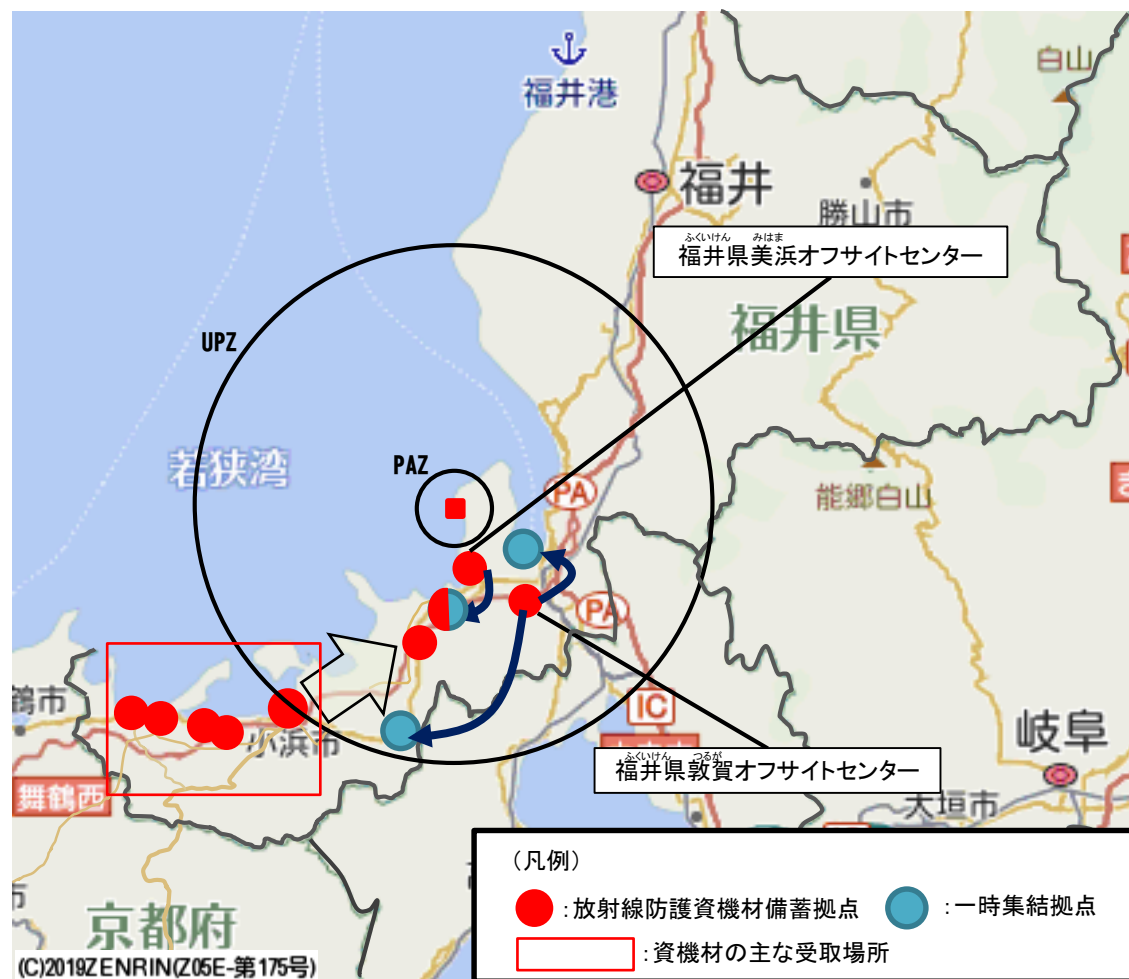 福井港
白山
福井
勝山市
ふくいけん みはま
福井県美浜オフサイトセンター
福井県
UPZ
若狭湾
PAZ
PA
能郷白山
PA
鶴市
小浜市
IC
岐阜
ふくいけん つるが
福井県敦賀オフサイトセンター
舞鶴西
大垣市
(凡例)
:放射線防護資機材備蓄拠点
:一時集結拠点
:資機材の主な受取場所
京都府
(C)2019ZENRIN(Z05E-第175号)